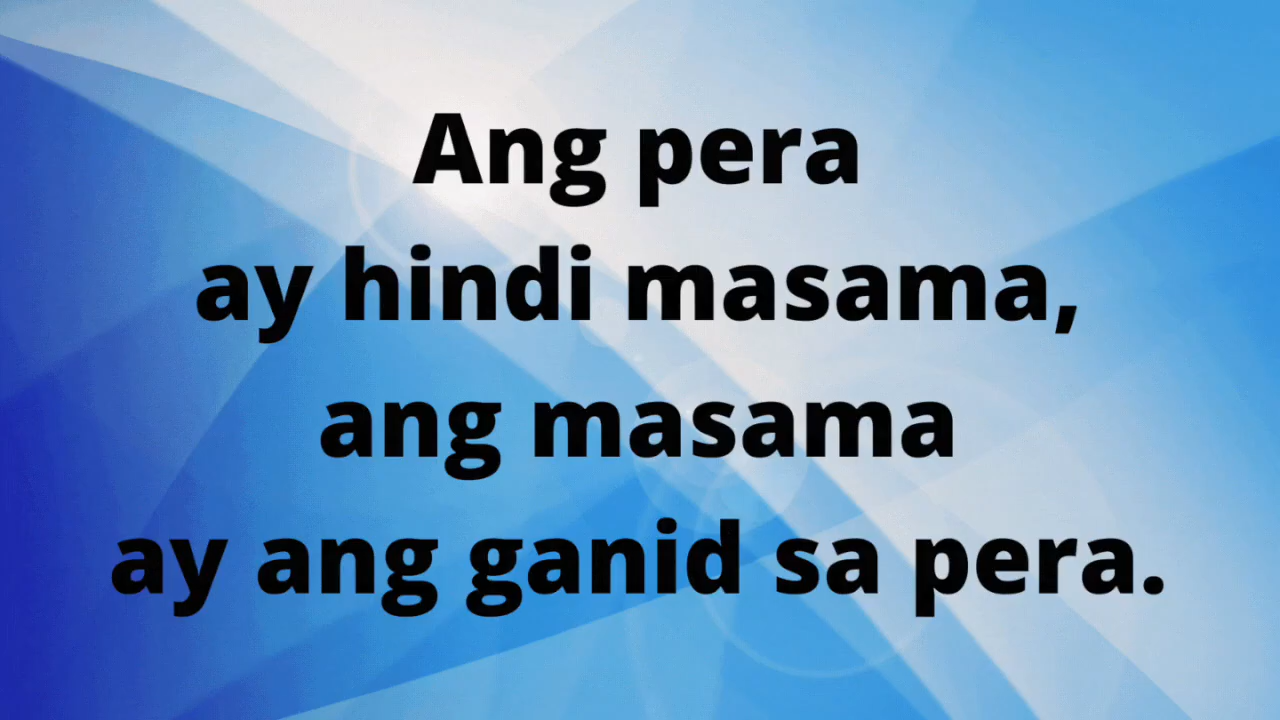 Ang pera
ay hindi masama,
ang masama
ay ang ganid sa pera.